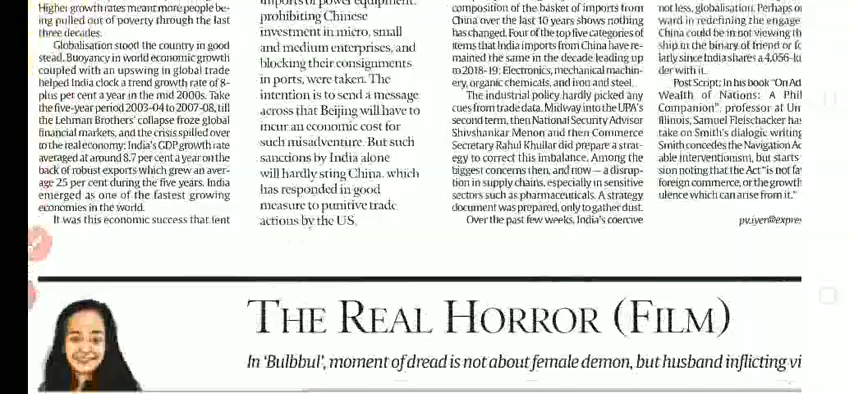 Higher growth rates meant more people be-
ing pulled out of poverty through the last
three decades.
Globalisation stood the country in good
stead. Buoyancy in world economic growth
coupled with an upswing in global trade
helped India clock a trend growth rate of 8-
plus per cent a year in the mid 2000s. Take
the five-year period 2003-04 to 2007-08, till
the Lehman Brothers' collapse froze global
financial markets, and the crisis spilled over
to the real economy: India's GDP growth rate
averaged at around 8.7 per cent a year on the
back of robust exports which grew an aver-
age 25 per cent during the five years. India
emerged as one of the fastest growing
economies in the world.
It was this economic success that lent
imports of power equipment,
prohibiting Chinese
investment in micro, small
and medium enterprises, and
blocking their consignments
in ports, were taken. The
intention is to send a message
across that Beijing will have to
incur an economic cost for
such misadventure. But such
sanctions by India alone
will hardly sting China, which
has responded in good
measure to punitive trade
actions by the US.
composition of the basket of imports from
China over the last 10 years shows nothing
has changed. Four of the top five categories of
items that India imports from China have re-
mained the same in the decade leading up
to 2018-19: Electronics, mechanical machin-
ery, organic chemicals, and iron and steel.
The industrial policy hardly picked any
cues from trade data. Midway into the UPA's
second term, then National Security Advisor
Shivshankar Menon and then Commerce
Secretary Rahul Khullar did prepare a strat-
egy to correct this imbalance. Among the
biggest concerns then, and now — a disrup-
tion in supply chains, especially in sensitive
sectors such as pharmaceuticals. A strategy
document was prepared, only to gather dust.
Over the past few weeks, India's coercive
not less, globalisation. Perhaps
ward in redefining the engage
China could be in not viewing th
ship in the binary of friend or
larly since India shares a 4,056-
der with it.
Post Script: In his book "On Ad
Wealth of Nations: A Phil
Companion", professor at Un
Illinois, Samuel Fleischacker has
take on Smith's dialogic writing
Smith concedes the Navigation Ac
able interventionism, but starts
sion noting that the Act "is not fa
foreign commerce, or the growth
ulence which can arise from it."
pv.iyer@expres
THE REAL HORROR (FILM)
In 'Bulbbul', moment of dread is not about female demon, but husband inflicting vi